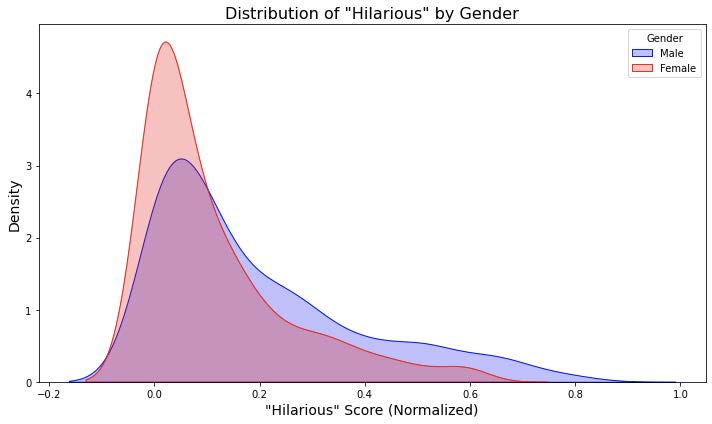 Distribution of "Hilarious" by Gender
Gender
Male
Female
Density
4
3
2
1
0
−0.2 0.0 0.2 0.4 0.6 0.8 1.0
"Hilarious" Score (Normalized)